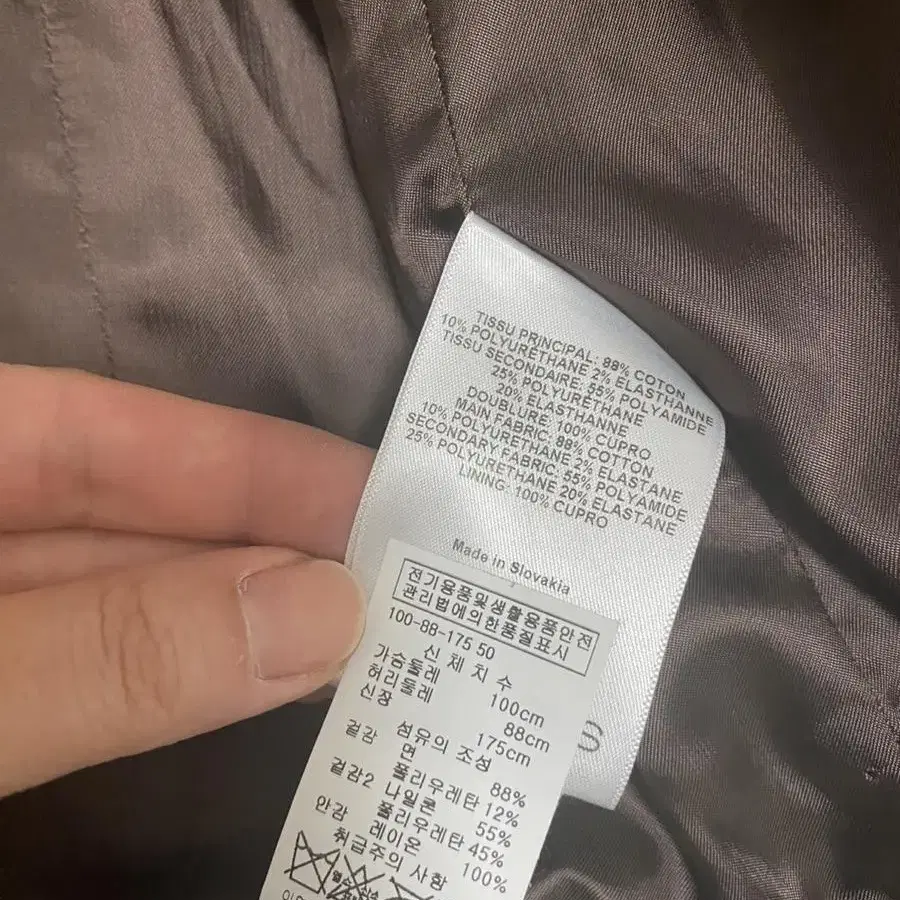 TISSU PRINCIPAL: 88% COTON
10% POLYURETHANE 2% ELASTHANNE
TISSU SECONDAIRE: 55% POLYAMIDE
25% POLYURETHANE
20% ELASTHANNE
DOUBLURE: 100% CUPRO
MAIN FABRIC: 88% COTTON
10% POLYURETHANE 2% ELASTANE
SECONDARY FABRIC: 55% POLYAMIDE
25% POLYURETHANE 20% ELASTANE
LINING: 100% CUPRO
Made in Slovakia
S
전기용품및생활용품안전
관리법에의한품질표시
100-88-175 50
신체치수
가슴둘레 100cm
허리둘레 88cm
신장 175cm
섬유의 조성
겉감 면 88%
폴리우레탄 12%
겉감2 나일론 55%
폴리우레탄 45%
안감 레이온 100%
취급주의 사항